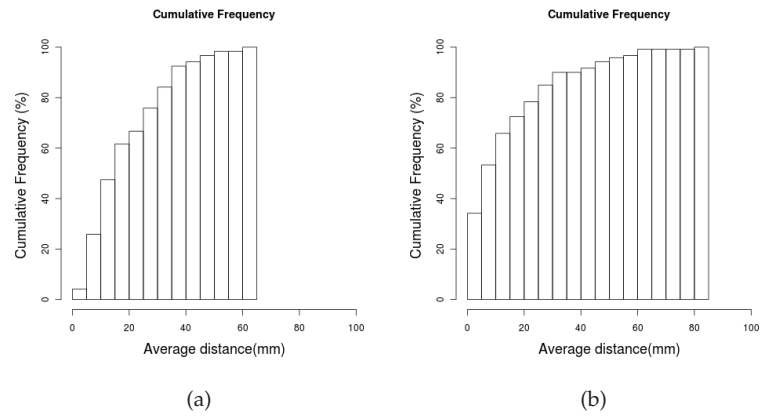 Cumulative Frequency
Cumulative Frequency (%)
100
80
60
40
20
0
0 20 40 60 80 100
Average distance(mm)
(a)
Cumulative Frequency
Cumulative Frequency (%)
100
80
60
40
20
0
0 20 40 60 80 100
Average distance(mm)
(b)